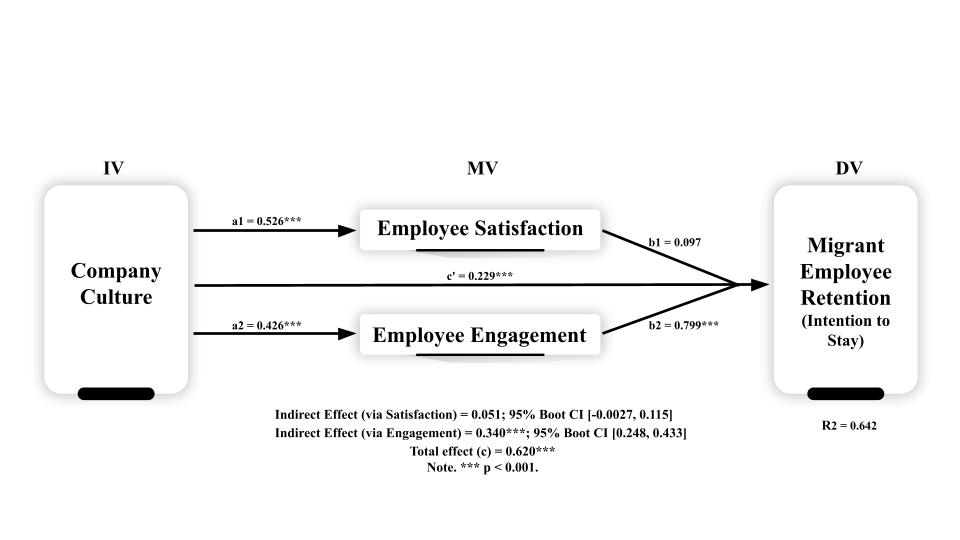 IV
MV
DV
Company
Culture
a1 = 0.526***
Employee Satisfaction
b1 = 0.097
c' = 0.229***
a2 = 0.426***
Employee Engagement
b2 = 0.799***
Migrant
Employee
Retention
(Intention to
Stay)
R2 = 0.642
Indirect Effect (via Satisfaction) = 0.051; 95% Boot CI [-0.0027, 0.115]
Indirect Effect (via Engagement) = 0.340***; 95% Boot CI [0.248, 0.433]
Total effect (c) = 0.620***
Note. *** p < 0.001.